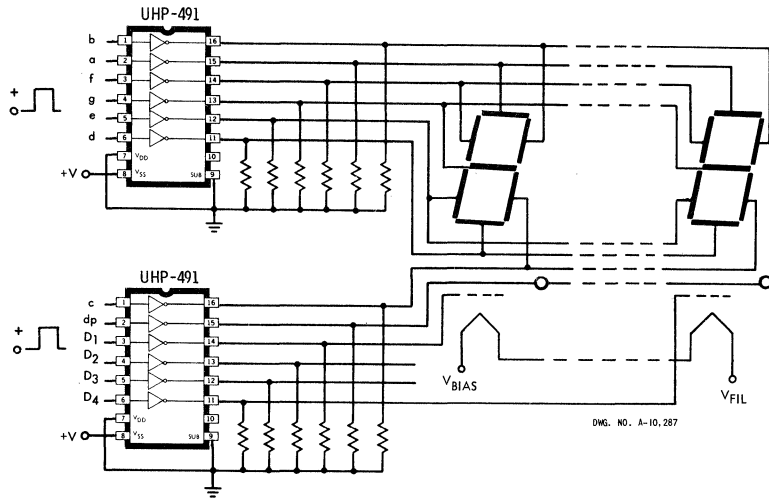 UHP-491
b 1 16
a 2 15
f 3 14
+
g 4 13
e 5 12
d 6 11
7 VDD 10
+V 8 VSS SUB 9
UHP-491
c 1 16
dp 2 15
+
D1 3 14
D2 4 13
D3 5 12
D4 6 11
7 VDD 10
+V 8 VSS SUB 9
VBIAS
VFIL
DWG. NO. A-10,287